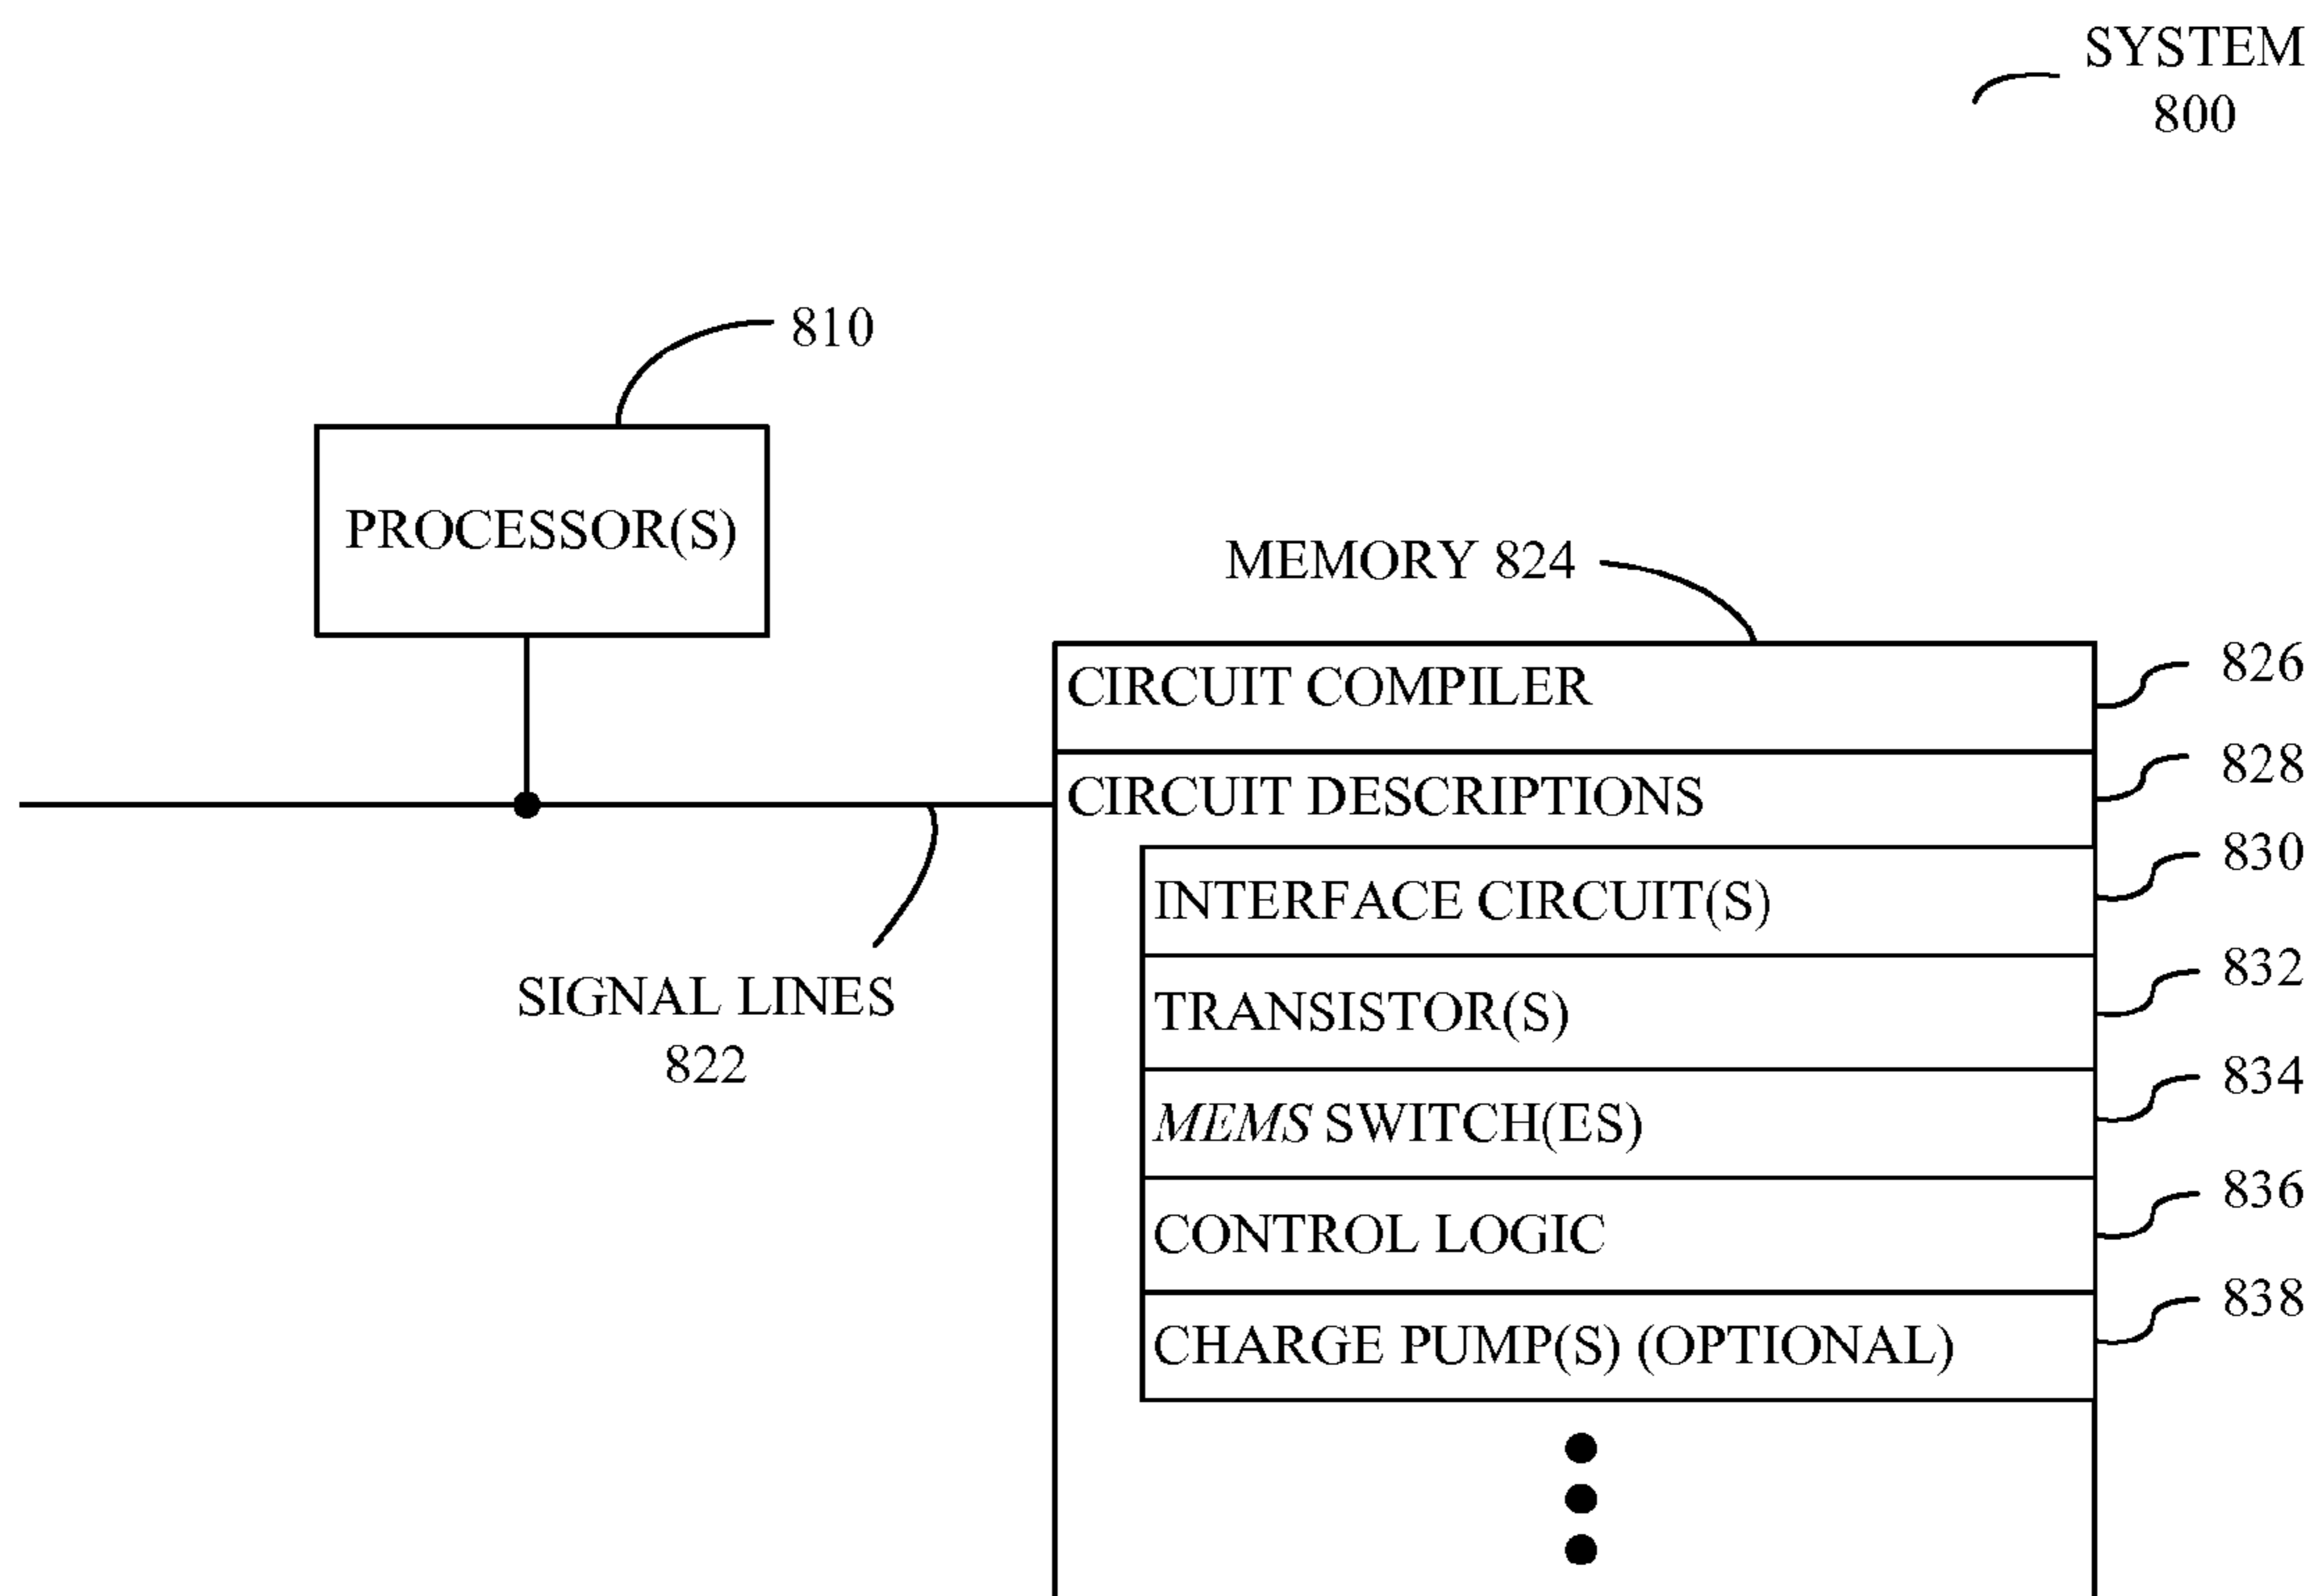 SYSTEM
800
810
PROCESSOR(S)
MEMORY 824
CIRCUIT COMPILER
826
CIRCUIT DESCRIPTIONS
828
INTERFACE CIRCUIT(S)
830
TRANSISTOR(S)
832
SIGNAL LINES
822
MEMS SWITCH(ES)
834
CONTROL LOGIC
836
CHARGE PUMP(S) (OPTIONAL)
838